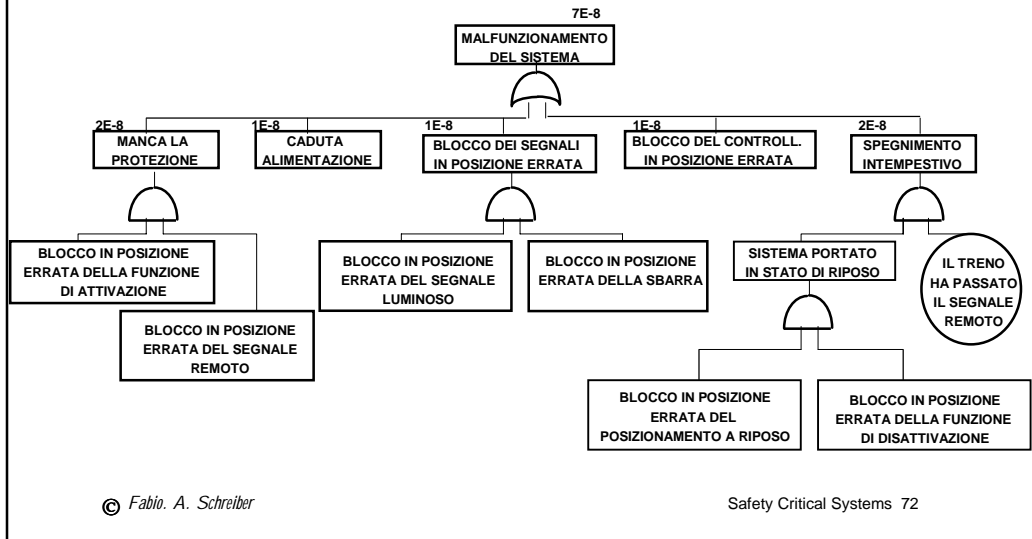 7E-8
MALFUNZIONAMENTO
DEL SISTEMA
2E-8
MANCA LA
PROTEZIONE
1E-8
CADUTA
ALIMENTAZIONE
1E-8
BLOCCO DEI SEGNALI
IN POSIZIONE ERRATA
1E-8
BLOCCO DEL CONTROLL.
IN POSIZIONE ERRATA
2E-8
SPEGNIMENTO
INTEMPESTIVO
BLOCCO IN POSIZIONE
ERRATA DELLA FUNZIONE
DI ATTIVAZIONE
BLOCCO IN POSIZIONE
ERRATA DEL SEGNALE
REMOTO
BLOCCO IN POSIZIONE
ERRATA DEL SEGNALE
LUMINOSO
BLOCCO IN POSIZIONE
ERRATA DELLA SBARRA
SISTEMA PORTATO
IN STATO DI RIPOSO
IL TRENO
HA PASSATO
IL SEGNALE
REMOTO
BLOCCO IN POSIZIONE
ERRATA DEL
POSIZIONAMENTO A RIPOSO
BLOCCO IN POSIZIONE
ERRATA DELLA FUNZIONE
DI DISATTIVAZIONE
© Fabio. A. Schreiber
Safety Critical Systems 72